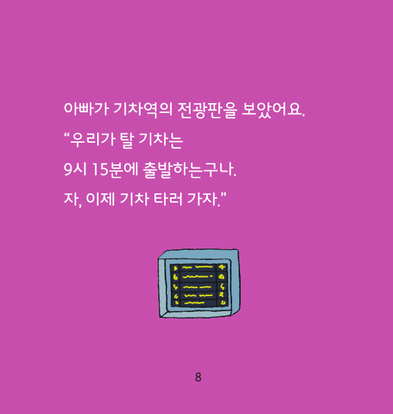 아빠가 기차역의 전광판을 보았어요.
“우리가 탈 기차는
9시 15분에 출발하는구나.
자, 이제 기차 타러 가자.”
8